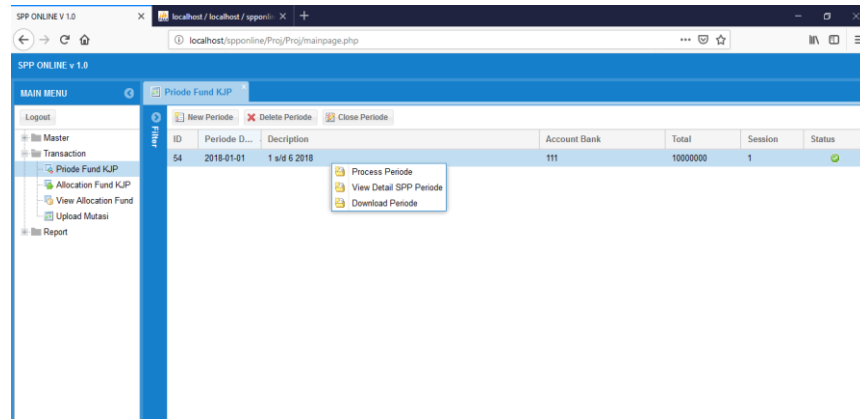 SPP ONLINE V 1.0
localhost / localhost / spponlin
localhost/spponline/Proj/Proj/mainpage.php
SPP ONLINE v 1.0
MAIN MENU
Priode Fund KJP
Logout
New Periode Delete Periode Close Periode
Filter
ID Periode D... Decription Account Bank Total Session Status
54 2018-01-01 1 s/d 6 2018 111 10000000 1
Master
Transaction
Priode Fund KJP
Allocation Fund KJP
View Allocation Fund
Upload Mutasi
Report
Process Periode
View Detail SPP Periode
Download Periode